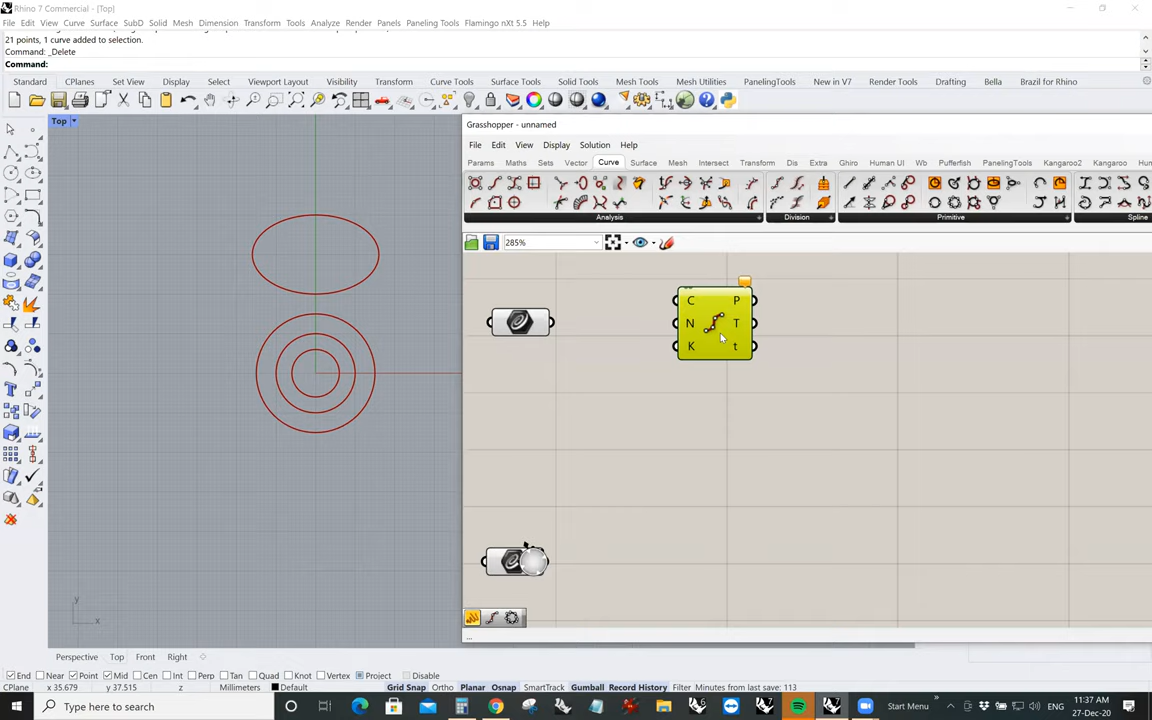 Rhino 7 Commercial - [Top]
File Edit View Curve Surface SubD Solid Mesh Dimension Transform Tools Analyze Render Panels Paneling Tools Flamingo nXt 5.5 Help
21 points, 1 curve added to selection.
Command: _Delete
Command:
Standard CPlanes Set View Display Select Viewport Layout Visibility Transform Curve Tools Surface Tools Solid Tools Mesh Tools Mesh Utilities PanelingTools New in V7 Render Tools Drafting Bella Brazil for Rhino
Top
Grasshopper - unnamed
File Edit View Display Solution Help
Params Maths Sets Vector Curve Surface Mesh Intersect Transform Dis Extra Ghiro Human UI Wb Pufferfish PanelingTools Kangaroo2 Kangaroo Hum
Analysis Division Primitive Spline
285%
C P
N T
K t
y
x
...
Perspective Top Front Right
End Near Point Mid Cen Int Perp Tan Quad Knot Vertex Project Disable
CPlane x 35.679 y 37.515 z Millimeters Default Grid Snap Ortho Planar Osnap SmartTrack Gumball Record History Filter Minutes from last save: 113
Type here to search
Start Menu
11:37 AM
27-Dec-20